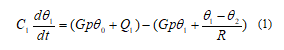 C₁ dθ₁/dt = (Gpθ₀ + Q₁) − (Gpθ₁ + (θ₁ − θ₂)/R) (1)